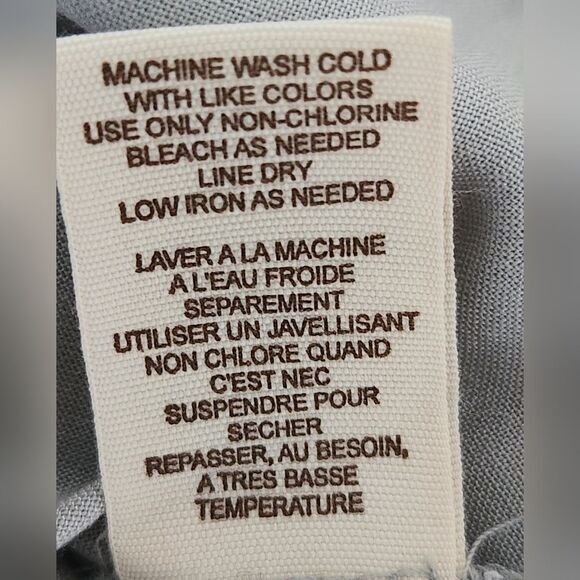 MACHINE WASH COLD
WITH LIKE COLORS
USE ONLY NON-CHLORINE
BLEACH AS NEEDED
LINE DRY
LOW IRON AS NEEDED
LAVER A LA MACHINE
A L'EAU FROIDE
SEPAREMENT
UTILISER UN JAVELLISANT
NON CHLORE QUAND
C'EST NEC
SUSPENDRE POUR
SECHER
REPASSER, AU BESOIN,
A TRES BASSE
TEMPERATURE